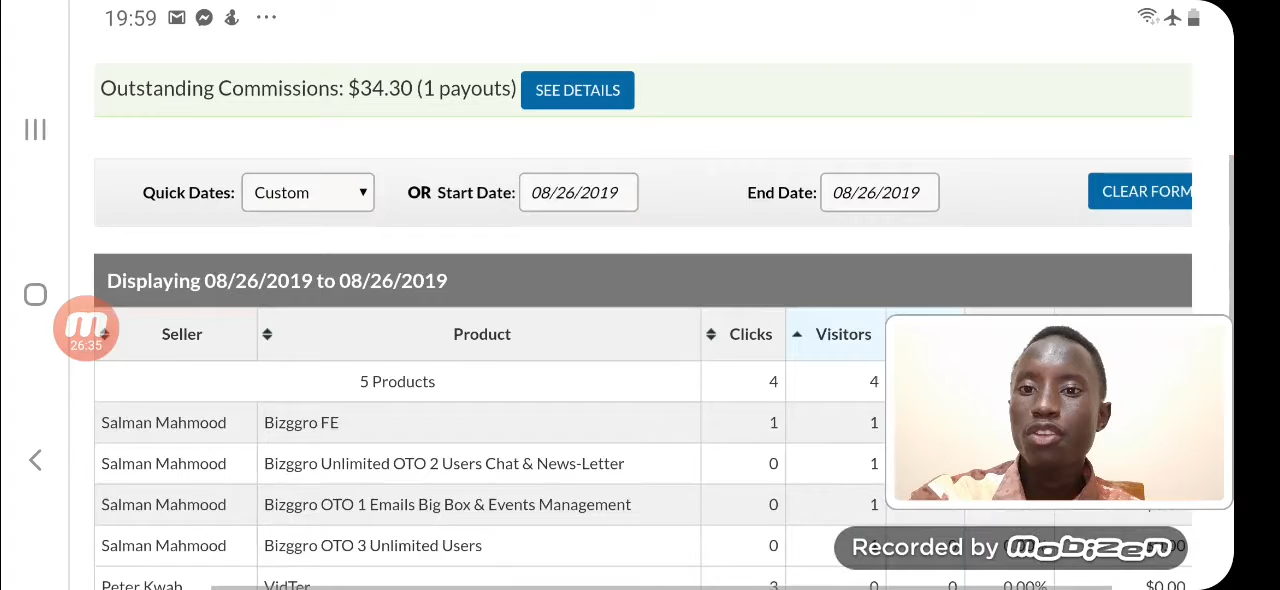 19:59
Outstanding Commissions: $34.30 (1 payouts) SEE DETAILS
Quick Dates: Custom OR Start Date: 08/26/2019 End Date: 08/26/2019 CLEAR FORM
Displaying 08/26/2019 to 08/26/2019
m
26:35
Seller Product Clicks Visitors
5 Products 4 4
Salman Mahmood Bizggro FE 1 1
Salman Mahmood Bizggro Unlimited OTO 2 Users Chat & News-Letter 0 1
Salman Mahmood Bizggro OTO 1 Emails Big Box & Events Management 0 1
Salman Mahmood Bizggro OTO 3 Unlimited Users 0
Recorded by mobizen
Peter Kwah VidTer 3 0 0 0.00% $0.00